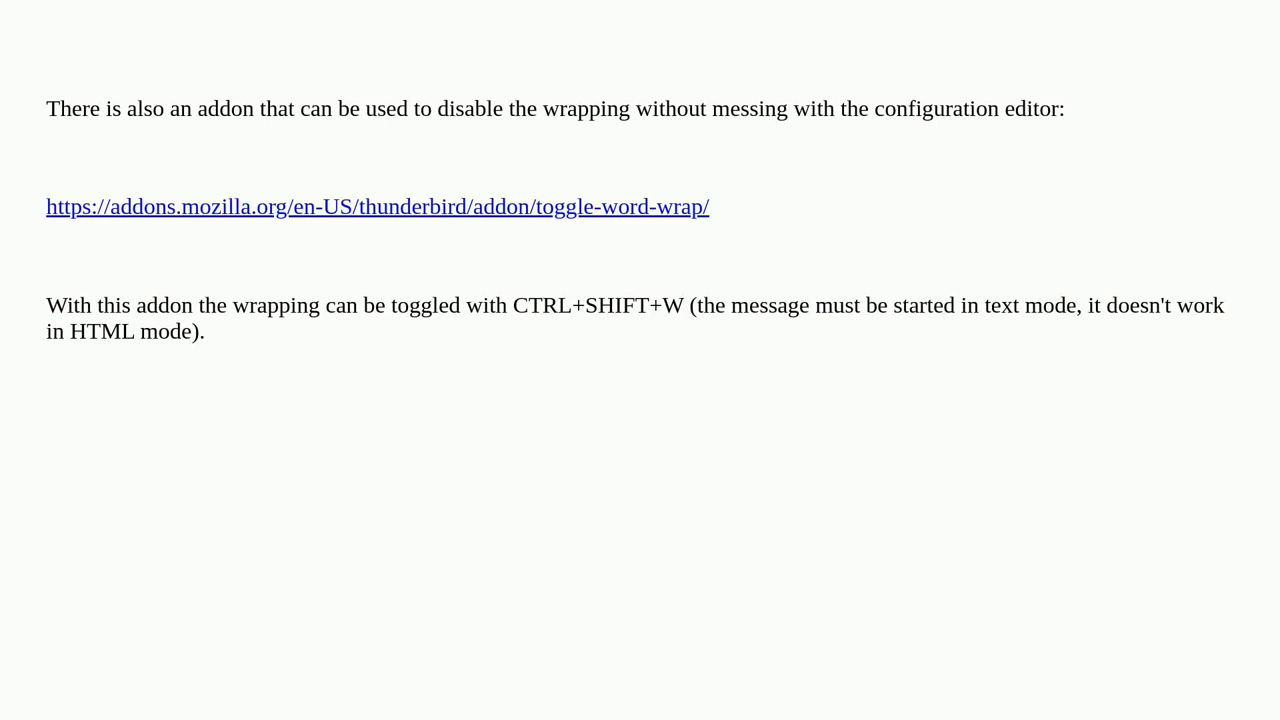 There is also an addon that can be used to disable the wrapping without messing with the configuration editor:
https://addons.mozilla.org/en-US/thunderbird/addon/toggle-word-wrap/
With this addon the wrapping can be toggled with CTRL+SHIFT+W (the message must be started in text mode, it doesn't work
in HTML mode).